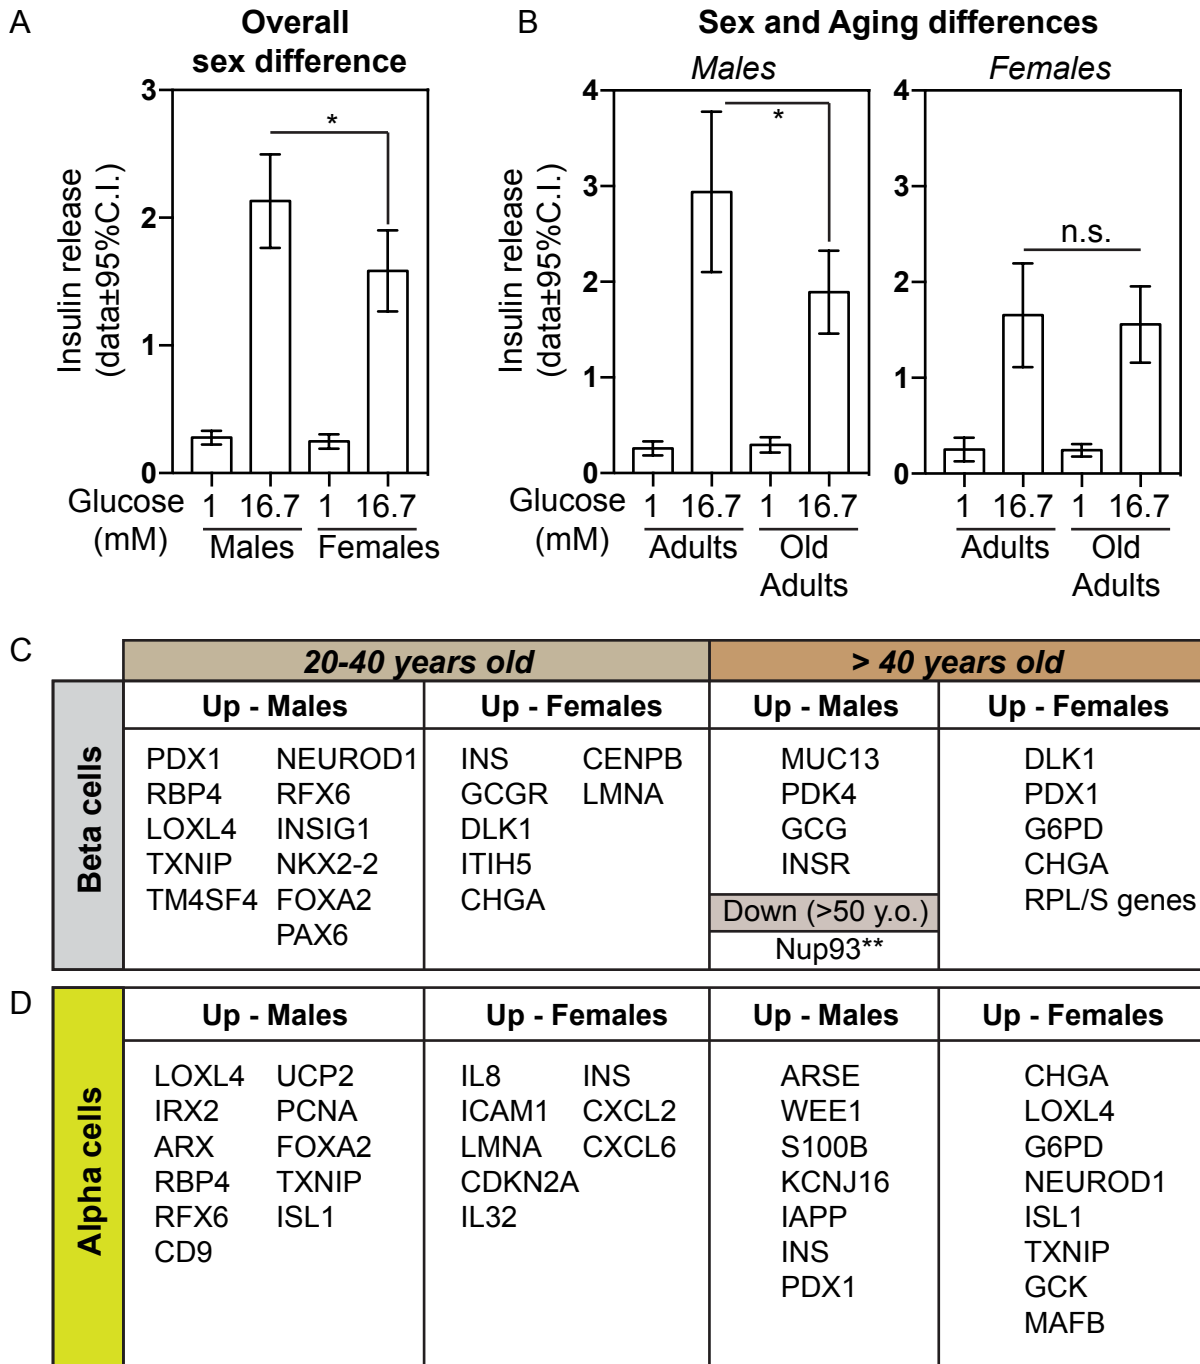 A
Overall
sex difference
Insulin release
(data±95%C.I.)
3
2
1
0
*
Glucose
(mM)
1 16.7 1 16.7
Males Females
B
Sex and Aging differences
Males
Females
Insulin release
(data±95%C.I.)
4
3
2
1
0
*
Glucose
(mM)
1 16.7 1 16.7
Adults Old
Adults
4
3
2
1
0
n.s.
1 16.7 1 16.7
Adults Old
Adults
C
20-40 years old
> 40 years old
Beta cells
Up - Males
PDX1 NEUROD1
RBP4 RFX6
LOXL4 INSIG1
TXNIP NKX2-2
TM4SF4 FOXA2
PAX6
Up - Females
INS CENPB
GCGR LMNA
DLK1
ITIH5
CHGA
Up - Males
MUC13
PDK4
GCG
INSR
Down (>50 y.o.)
Nup93**
Up - Females
DLK1
PDX1
G6PD
CHGA
RPL/S genes
D
Alpha cells
Up - Males
LOXL4 UCP2
IRX2 PCNA
ARX FOXA2
RBP4 TXNIP
RFX6 ISL1
CD9
Up - Females
IL8 INS
ICAM1 CXCL2
LMNA CXCL6
CDKN2A
IL32
Up - Males
ARSE
WEE1
S100B
KCNJ16
IAPP
INS
PDX1
Up - Females
CHGA
LOXL4
G6PD
NEUROD1
ISL1
TXNIP
GCK
MAFB